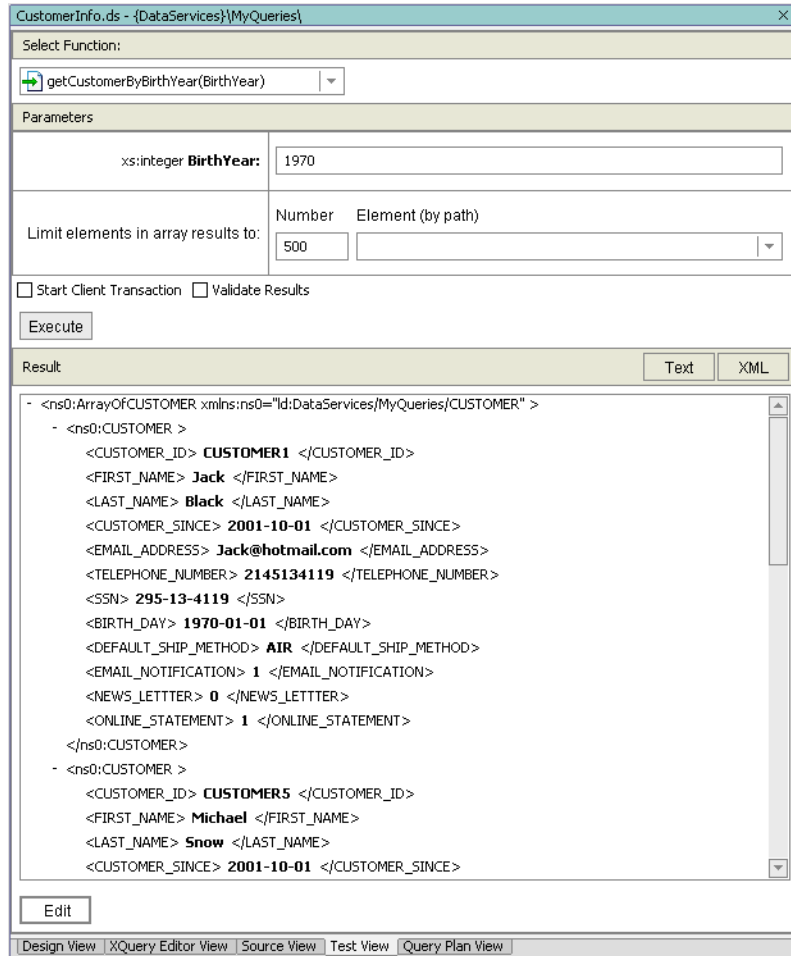 CustomerInfo.ds - {DataServices}\MyQueries\
Select Function:
getCustomerByBirthYear(BirthYear)
Parameters
xs:integer BirthYear: 1970
Number Element (by path)
Limit elements in array results to:
500
Start Client Transaction Validate Results
Execute
Result Text XML
- <ns0:ArrayOfCUSTOMER xmlns:ns0="ld:DataServices/MyQueries/CUSTOMER" >
- <ns0:CUSTOMER >
<CUSTOMER_ID> CUSTOMER1 </CUSTOMER_ID>
<FIRST_NAME> Jack </FIRST_NAME>
<LAST_NAME> Black </LAST_NAME>
<CUSTOMER_SINCE> 2001-10-01 </CUSTOMER_SINCE>
<EMAIL_ADDRESS> Jack@hotmail.com </EMAIL_ADDRESS>
<TELEPHONE_NUMBER> 2145134119 </TELEPHONE_NUMBER>
<SSN> 295-13-4119 </SSN>
<BIRTH_DAY> 1970-01-01 </BIRTH_DAY>
<DEFAULT_SHIP_METHOD> AIR </DEFAULT_SHIP_METHOD>
<EMAIL_NOTIFICATION> 1 </EMAIL_NOTIFICATION>
<NEWS_LETTTER> 0 </NEWS_LETTTER>
<ONLINE_STATEMENT> 1 </ONLINE_STATEMENT>
</ns0:CUSTOMER>
- <ns0:CUSTOMER >
<CUSTOMER_ID> CUSTOMER5 </CUSTOMER_ID>
<FIRST_NAME> Michael </FIRST_NAME>
<LAST_NAME> Snow </LAST_NAME>
<CUSTOMER_SINCE> 2001-10-01 </CUSTOMER_SINCE>
Edit
Design View XQuery Editor View Source View Test View Query Plan View